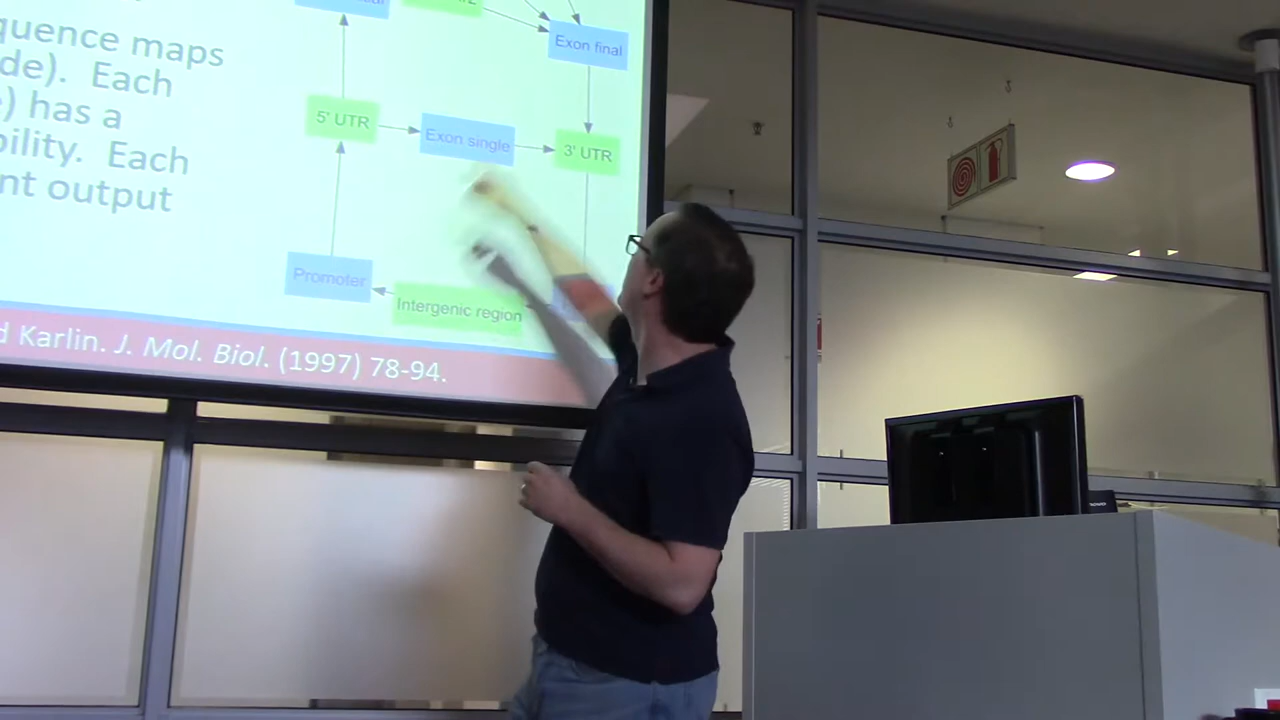 quence maps
de). Each
) has a
bility. Each
nt output
Exon final
5' UTR
Exon single
3' UTR
Promoter
Intergenic region
d Karlin. J. Mol. Biol. (1997) 78-94.